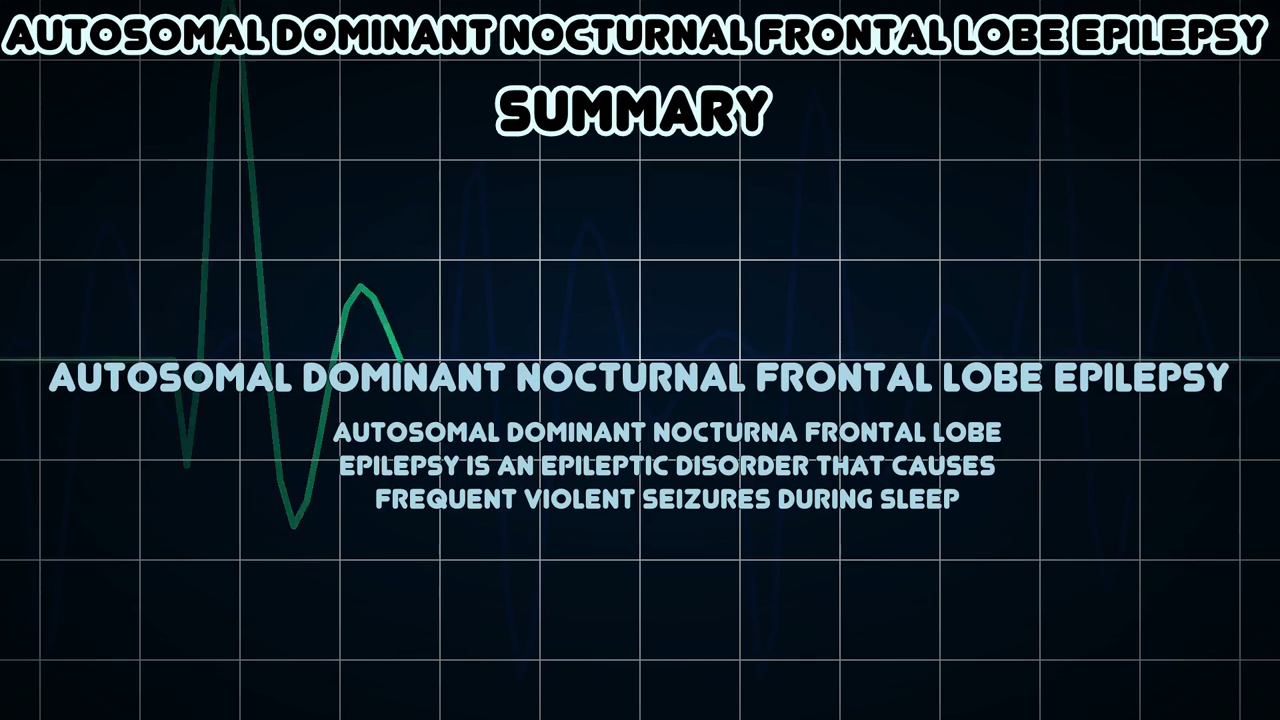 AUTOSOMAL DOMINANT NOCTURNAL FRONTAL LOBE EPILEPSY
SUMMARY
AUTOSOMAL DOMINANT NOCTURNAL FRONTAL LOBE EPILEPSY
AUTOSOMAL DOMINANT NOCTURNA FRONTAL LOBE
EPILEPSY IS AN EPILEPTIC DISORDER THAT CAUSES
FREQUENT VIOLENT SEIZURES DURING SLEEP